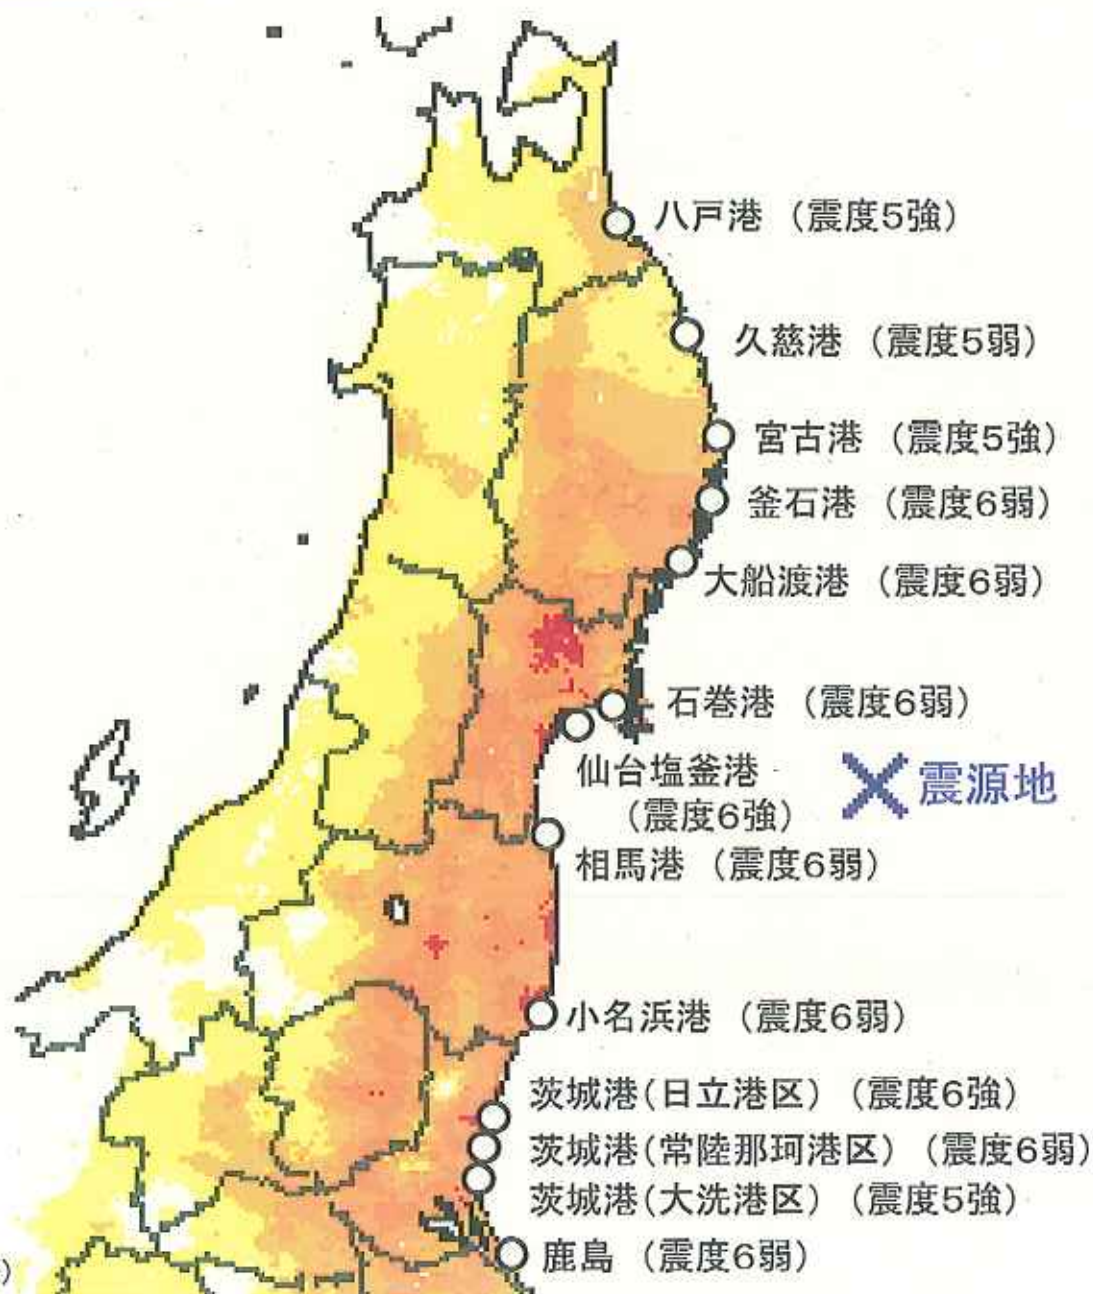 八戸港（震度5強）
久慈港（震度5弱）
宮古港（震度5強）
釜石港（震度6弱）
大船渡港（震度6弱）
石巻港（震度6弱）
仙台塩釜港
（震度6強）
震源地
相馬港（震度6弱）
小名浜港（震度6弱）
茨城港(日立港区)（震度6強）
茨城港(常陸那珂港区)（震度6弱）
茨城港(大洗港区)（震度5強）
鹿島（震度6弱）
）